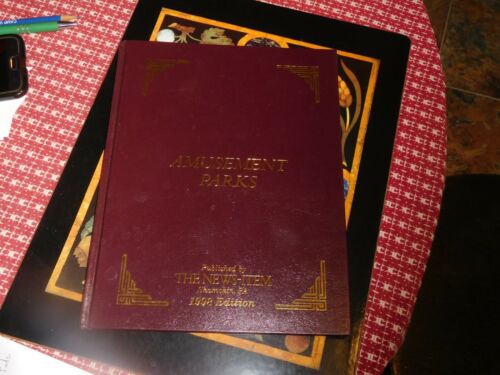 AMUSEMENT
PARKS
Published by
THE NEWS-ITEM
Shamokin, PA
1998 Edition